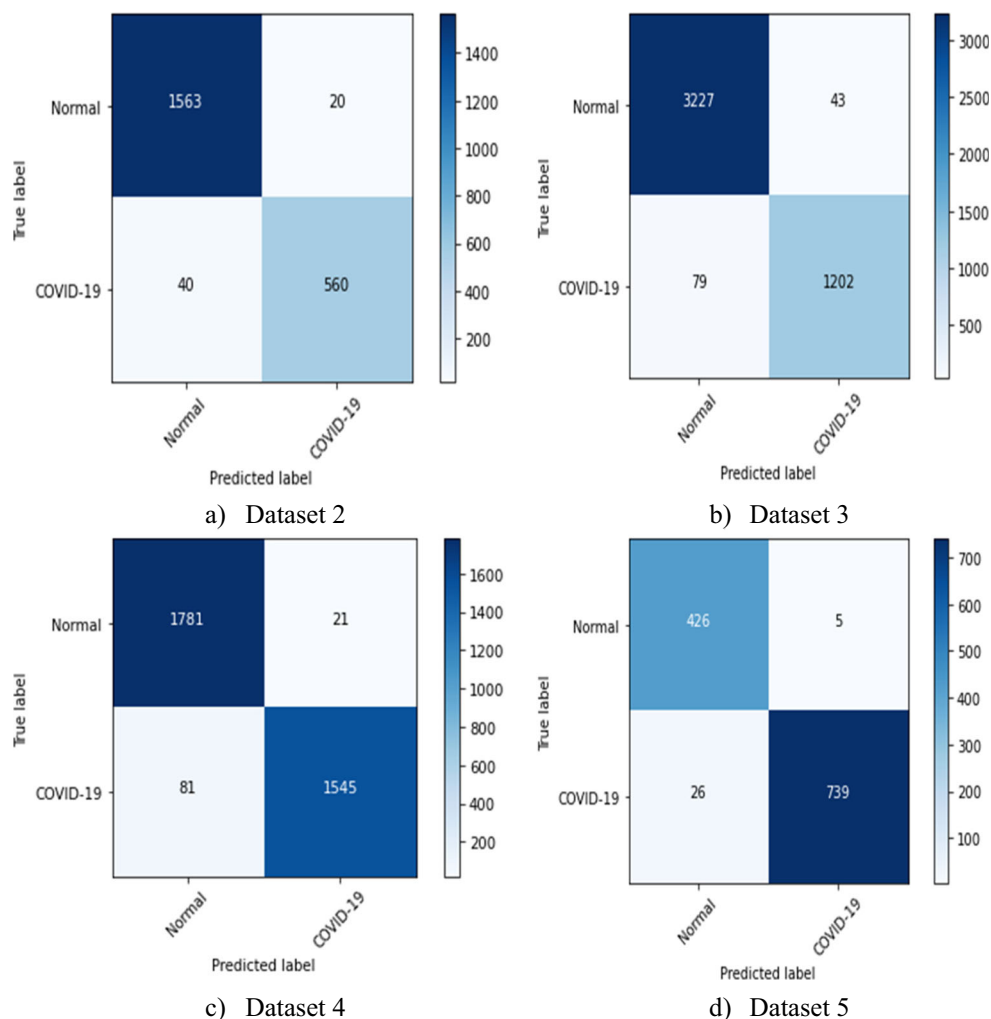 1400
1200
1000
800
600
400
200
Normal
COVID-19
True label
1563 20
40 560
Normal COVID-19
Predicted label
a) Dataset 2
3000
2500
2000
1500
1000
500
Normal
COVID-19
True label
3227 43
79 1202
Normal COVID-19
Predicted label
b) Dataset 3
1600
1400
1200
1000
800
600
400
200
Normal
COVID-19
True label
1781 21
81 1545
Normal COVID-19
Predicted label
c) Dataset 4
700
600
500
400
300
200
100
Normal
COVID-19
True label
426 5
26 739
Normal COVID-19
Predicted label
d) Dataset 5